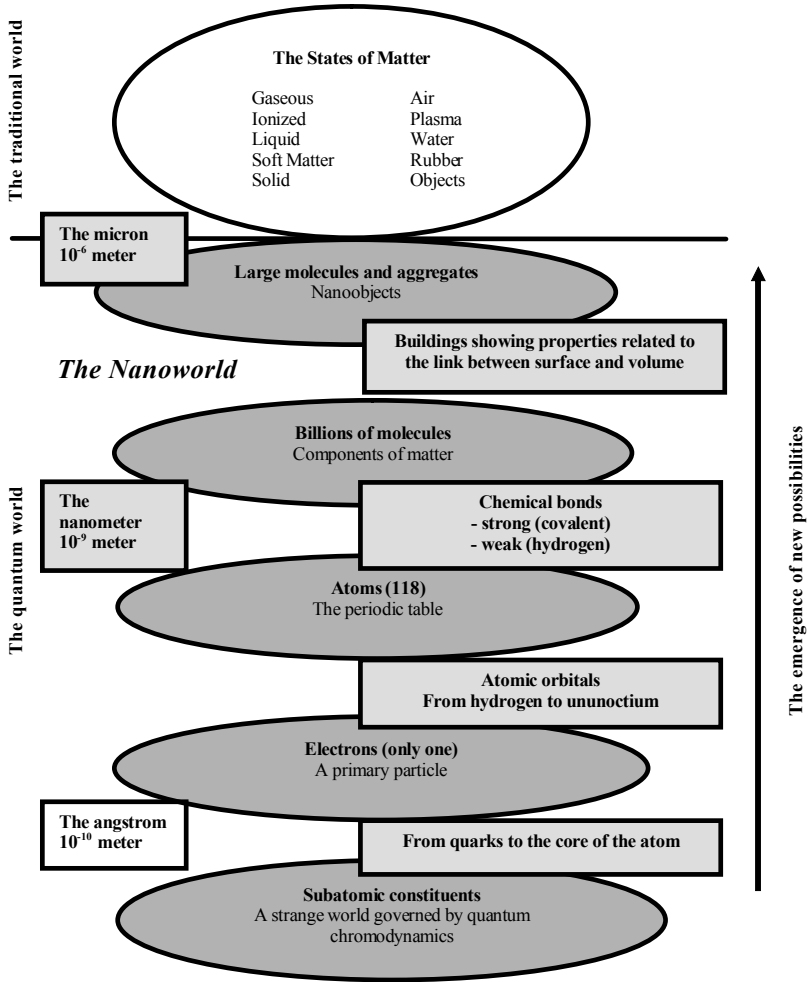 The traditional world
The States of Matter
Gaseous Air
Ionized Plasma
Liquid Water
Soft Matter Rubber
Solid Objects
The micron
10⁻⁶ meter
Large molecules and aggregates
Nanoobjects
Buildings showing properties related to
the link between surface and volume
The Nanoworld
Billions of molecules
Components of matter
The quantum world
The
nanometer
10⁻⁹ meter
Chemical bonds
- strong (covalent)
- weak (hydrogen)
Atoms (118)
The periodic table
Atomic orbitals
From hydrogen to ununoctium
Electrons (only one)
A primary particle
The angstrom
10⁻¹⁰ meter
From quarks to the core of the atom
Subatomic constituents
A strange world governed by quantum
chromodynamics
The emergence of new possibilities